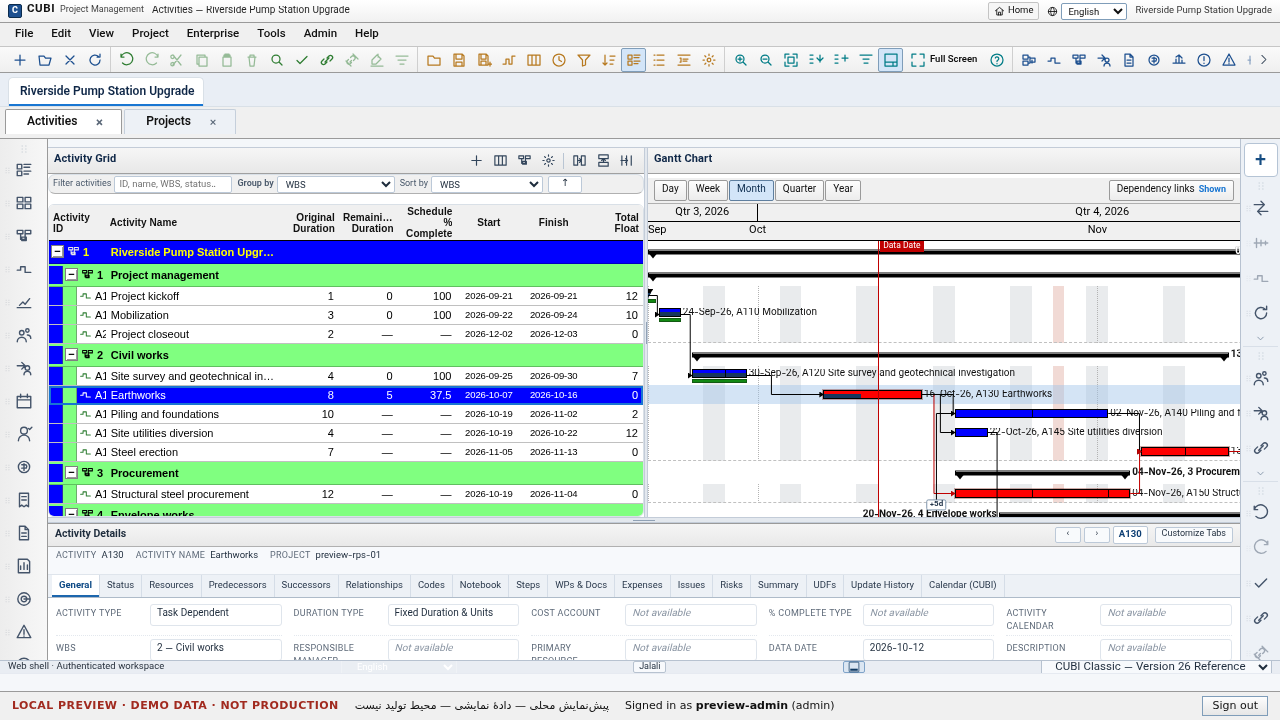 C CUBI Project Management Activities — Riverside Pump Station Upgrade Home English Riverside Pump Station Upgrade
File Edit View Project Enterprise Tools Admin Help
Full Screen
Riverside Pump Station Upgrade
Activities × Projects ×
Activity Grid
Gantt Chart
Filter activities ID, name, WBS, status.. Group by WBS Sort by WBS ↑
Day Week Month Quarter Year Dependency links Shown
Activity ID Activity Name Original Duration Remaini... Duration Schedule % Complete Start Finish Total Float
Qtr 3, 2026 Qtr 4, 2026
Sep Oct Nov
Data Date
1 Riverside Pump Station Upgr...
1 Project management
A1 Project kickoff 1 0 100 2026-09-21 2026-09-21 12
A1 Mobilization 3 0 100 2026-09-22 2026-09-24 10
24-Sep-26, A110 Mobilization
A2 Project closeout 2 — — 2026-12-02 2026-12-03 0
2 Civil works
13
A1 Site survey and geotechnical in... 4 0 100 2026-09-25 2026-09-30 7
30-Sep-26, A120 Site survey and geotechnical investigation
A1 Earthworks 8 5 37.5 2026-10-07 2026-10-16 0
16-Oct-26, A130 Earthworks
A1 Piling and foundations 10 — — 2026-10-19 2026-11-02 2
02-Nov-26, A140 Piling and f
A1 Site utilities diversion 4 — — 2026-10-19 2026-10-22 12
22-Oct-26, A145 Site utilities diversion
A1 Steel erection 7 — — 2026-11-05 2026-11-13 0
3 Procurement
04-Nov-26, 3 Procurem
A1 Structural steel procurement 12 — — 2026-10-19 2026-11-04 0
04-Nov-26, A150 Struct
+5d
4 Envelope works
20-Nov-26, 4 Envelope works
Activity Details ‹ › A130 Customize Tabs
ACTIVITY A130 ACTIVITY NAME Earthworks PROJECT preview-rps-01
General Status Resources Predecessors Successors Relationships Codes Notebook Steps WPs & Docs Expenses Issues Risks Summary UDFs Update History Calendar (CUBI)
ACTIVITY TYPE Task Dependent DURATION TYPE Fixed Duration & Units COST ACCOUNT Not available % COMPLETE TYPE Not available ACTIVITY CALENDAR Not available
WBS 2 — Civil works RESPONSIBLE MANAGER Not available PRIMARY RESOURCE Not available DATA DATE 2026-10-12 DESCRIPTION Not available
Web shell · Authenticated workspace English Jalali CUBI Classic — Version 26 Reference
LOCAL PREVIEW · DEMO DATA · NOT PRODUCTION پیش‌نمایش محلی — دادهٔ نمایشی — محیط تولید نیست Signed in as preview-admin (admin) Sign out